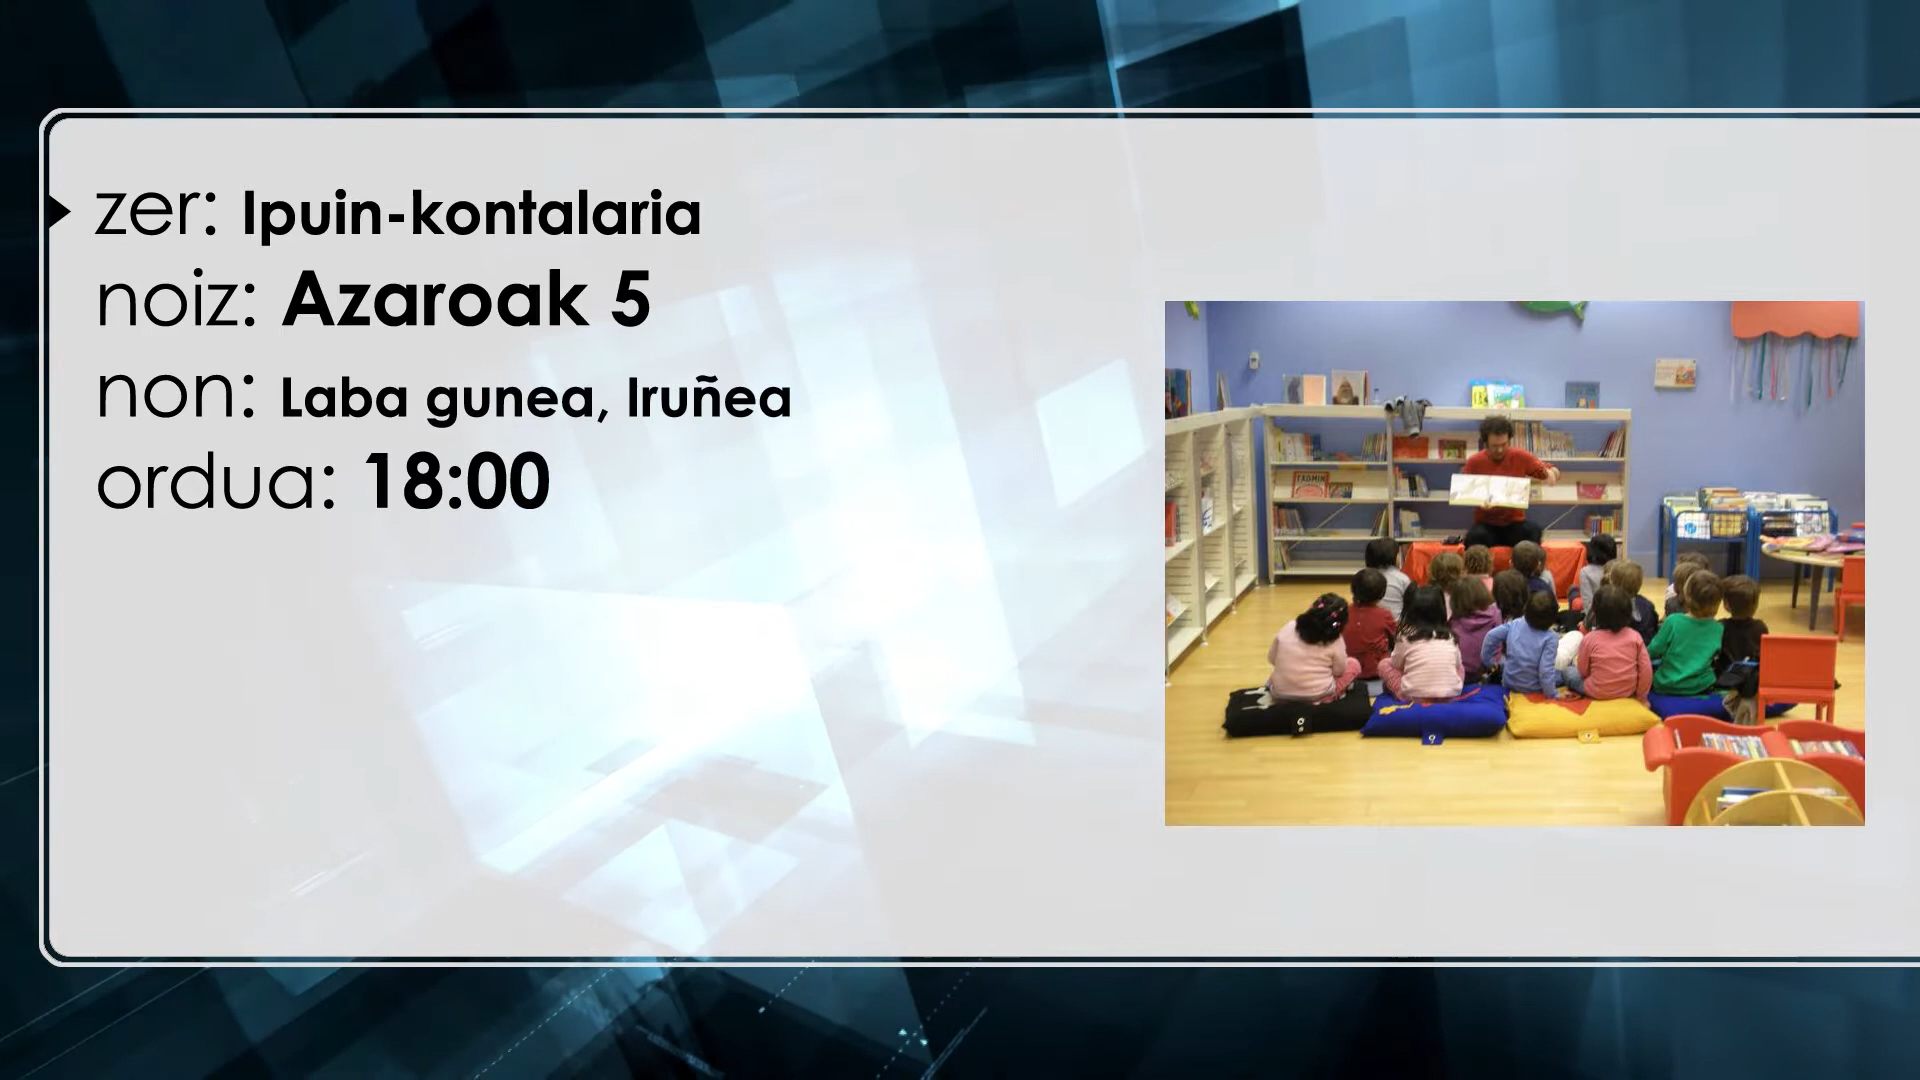 zer: Ipuin-kontalaria
noiz: Azaroak 5
non: Laba gunea, Iruñea
ordua: 18:00